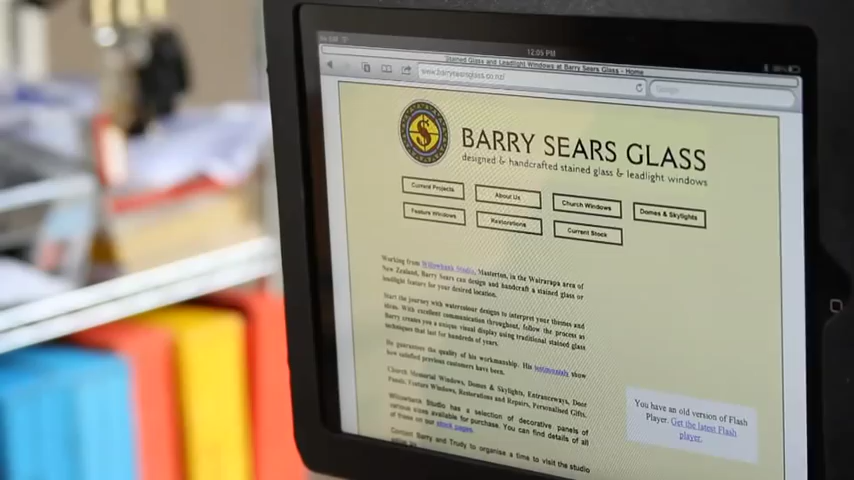 12:05 PM
Stained Glass and Leadlight Windows at Barry Sears Glass - Home
www.barrysearsglass.co.nz/
Google
BARRY SEARS GLASS
designed & handcrafted stained glass & leadlight windows
Current Projects
About Us
Church Windows
Domes & Skylights
Feature Windows
Restorations
Current Stock
Working from Willowbank Studio, Masterton, in the Wairarapa area of
New Zealand, Barry Sears can design and handcraft a stained glass or
leadlight feature for your desired location.
Start the journey with watercolour designs to interpret your themes and
ideas. With excellent communication throughout, follow the process as
Barry creates you a unique visual display using traditional stained glass
techniques that last for hundreds of years.
He guarantees the quality of his workmanship. His testimonials show
how satisfied previous customers have been.
Church Memorial Windows, Domes & Skylights, Entranceways, Door
Panels, Feature Windows, Restorations and Repairs, Personalised Gifts.
Willowbank Studio has a selection of decorative panels of
various sizes available for purchase. You can find details of all
of these on our stock pages.
Contact Barry and Trudy to organise a time to visit the studio
You have an old version of Flash
Player. Get the latest Flash
player.